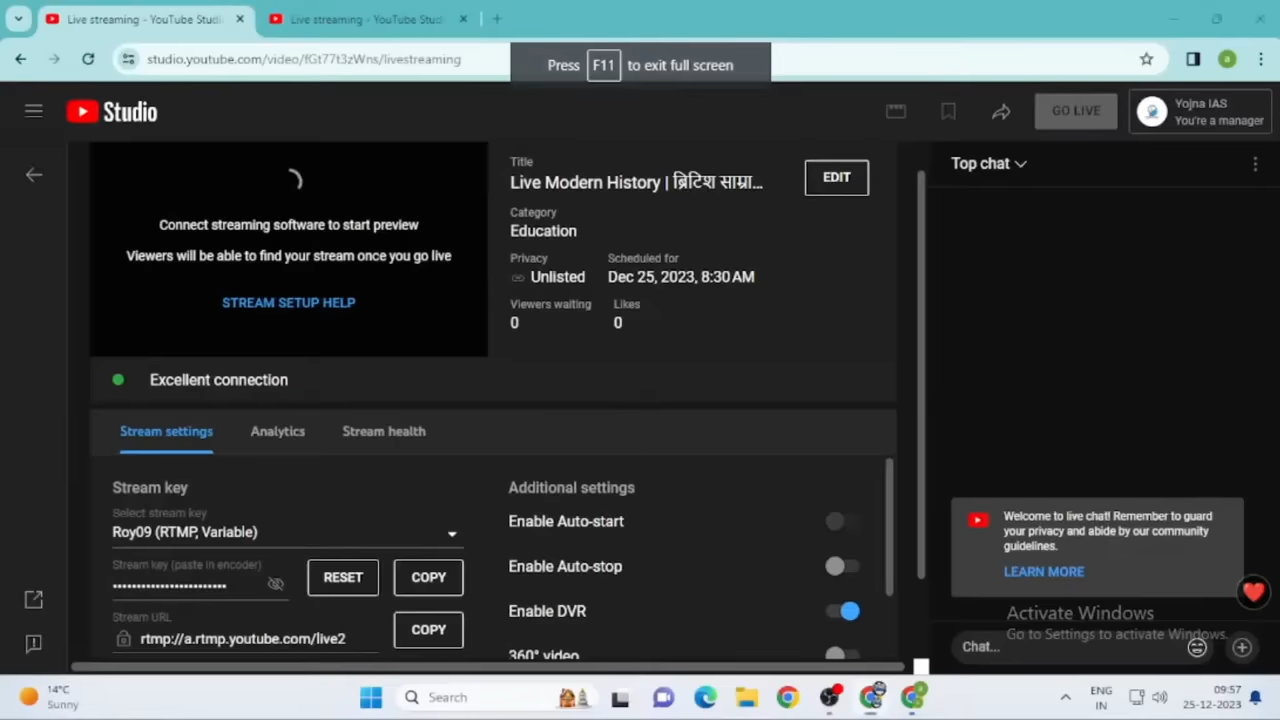 Live streaming - YouTube Studi
Live streaming - YouTube Studi
studio.youtube.com/video/fGt77t3zWns/livestreaming
Press F11 to exit full screen
a
Studio
GO LIVE
Yojna IAS
You're a manager
Connect streaming software to start preview
Viewers will be able to find your stream once you go live
STREAM SETUP HELP
Title
Live Modern History | ब्रिटिश साम्रा...
EDIT
Category
Education
Privacy
Scheduled for
Unlisted
Dec 25, 2023, 8:30 AM
Viewers waiting
Likes
0
0
Excellent connection
Stream settings
Analytics
Stream health
Stream key
Select stream key
Roy09 (RTMP, Variable)
Stream key (paste in encoder)
························
RESET
COPY
Stream URL
rtmp://a.rtmp.youtube.com/live2
COPY
Additional settings
Enable Auto-start
Enable Auto-stop
Enable DVR
360° video
Top chat
Welcome to live chat! Remember to guard
your privacy and abide by our community
guidelines.
LEARN MORE
Activate Windows
Go to Settings to activate Windows.
Chat...
14°C
Sunny
Search
ENG
IN
09:57
25-12-2023